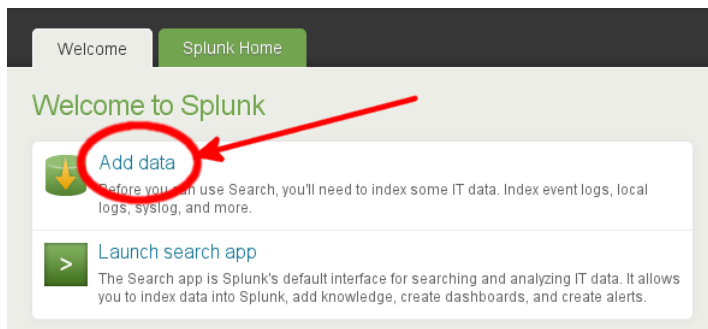 Welcome
Splunk Home
Welcome to Splunk
Add data
Before you can use Search, you'll need to index some IT data. Index event logs, local
logs, syslog, and more.
>
Launch search app
The Search app is Splunk's default interface for searching and analyzing IT data. It allows
you to index data into Splunk, add knowledge, create dashboards, and create alerts.